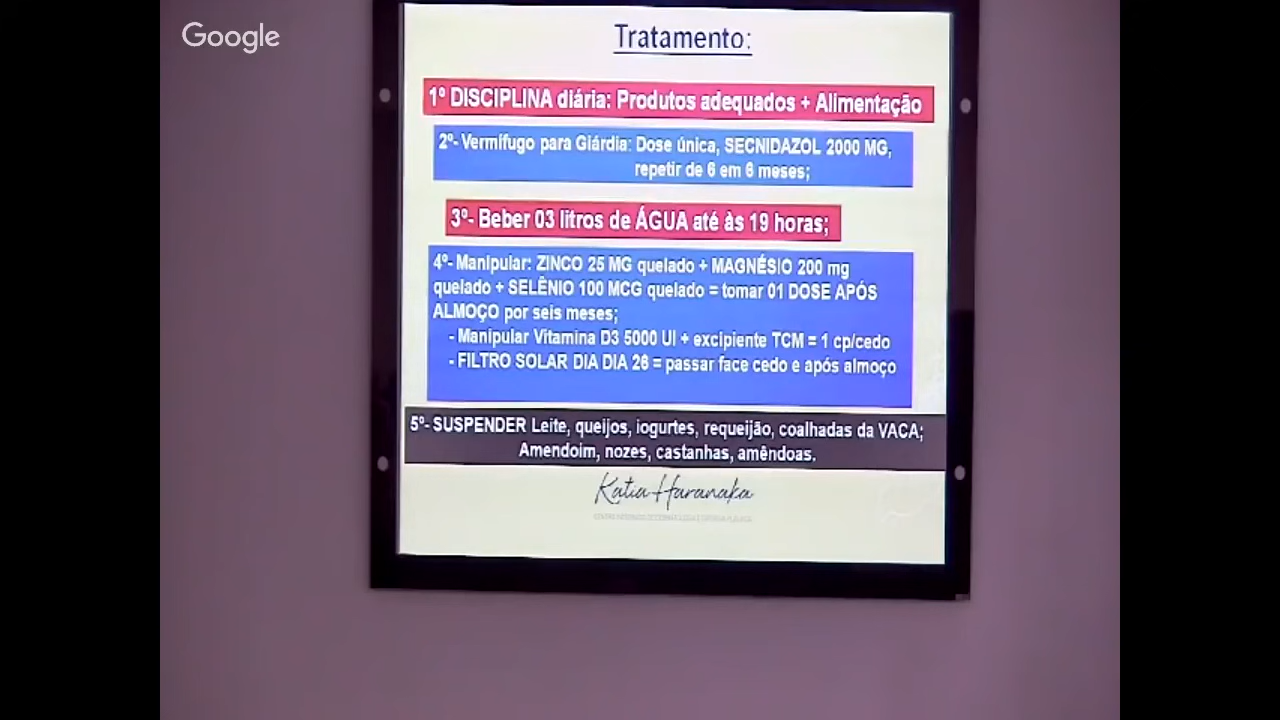 Google
Tratamento:
1º DISCIPLINA diária: Produtos adequados + Alimentação
2º- Vermífugo para Giárdia: Dose única, SECNIDAZOL 2000 MG,
repetir de 6 em 6 meses;
3º- Beber 03 litros de ÁGUA até às 19 horas;
4º- Manipular: ZINCO 25 MG quelado + MAGNÉSIO 200 mg
quelado + SELÊNIO 100 MCG quelado = tomar 01 DOSE APÓS
ALMOÇO por seis meses;
- Manipular Vitamina D3 5000 UI + excipiente TCM = 1 cp/cedo
- FILTRO SOLAR DIA DIA 26 = passar face cedo e após almoço
5º- SUSPENDER Leite, queijos, iogurtes, requeijão, coalhadas da VACA;
Amendoim, nozes, castanhas, amêndoas.
Katia Haranaka